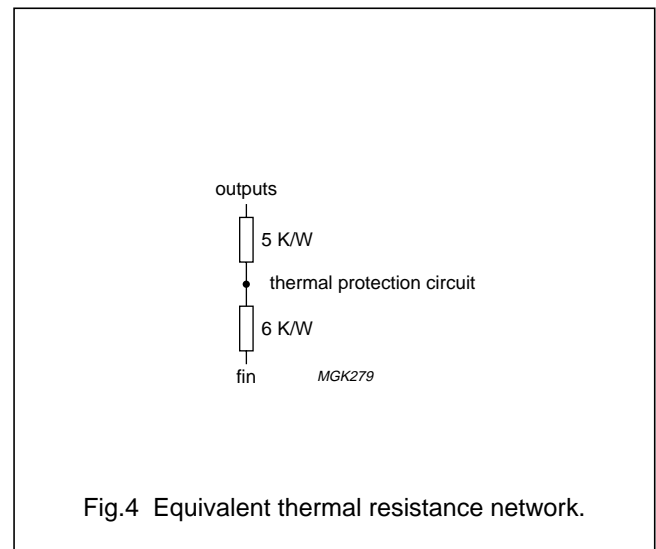 outputs
5 K/W
thermal protection circuit
6 K/W
fin
MGK279
Fig.4 Equivalent thermal resistance network.